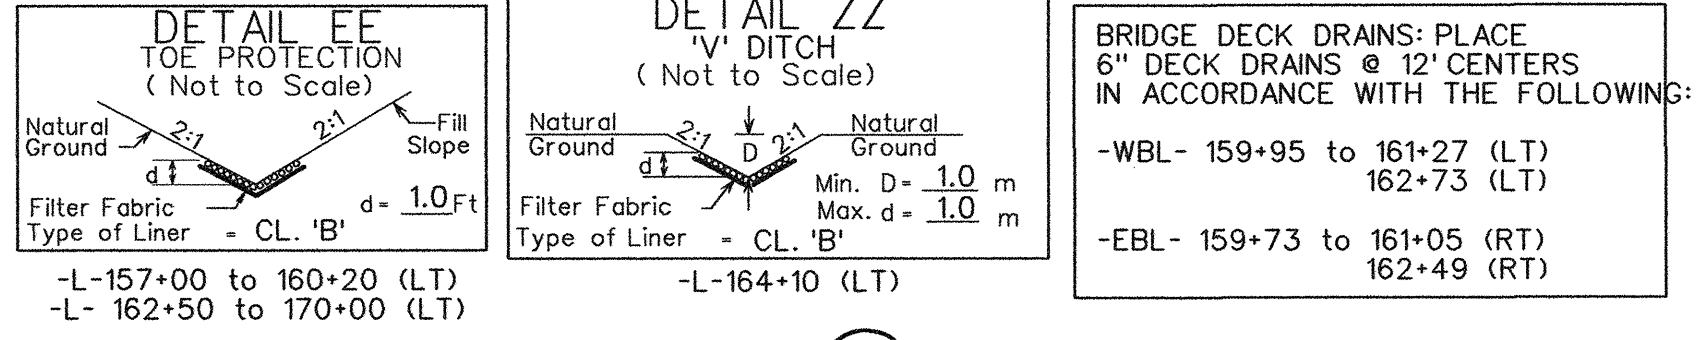 DETAIL EE
TOE PROTECTION
( Not to Scale)
Natural
Ground
2:1
2:1
Fill
Slope
d
Filter Fabric
d= 1.0 Ft
Type of Liner = CL. 'B'
-L-157+00 to 160+20 (LT)
-L- 162+50 to 170+00 (LT)
DETAIL ZZ
'V' DITCH
( Not to Scale)
Natural
Ground
2:1
D
2:1
Natural
Ground
d
Min. D= 1.0 m
Filter Fabric
Max. d = 1.0 m
Type of Liner = CL. 'B'
-L-164+10 (LT)
BRIDGE DECK DRAINS: PLACE
6" DECK DRAINS @ 12' CENTERS
IN ACCORDANCE WITH THE FOLLOWING:
-WBL- 159+95 to 161+27 (LT)
162+73 (LT)
-EBL- 159+73 to 161+05 (RT)
162+49 (RT)